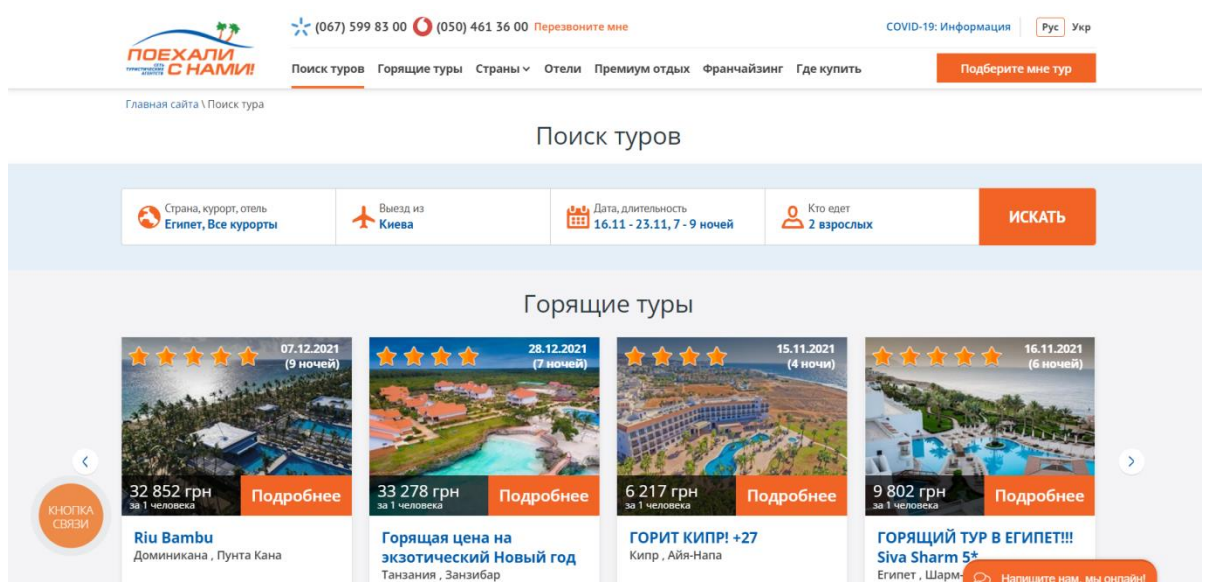 (067) 599 83 00 (050) 461 36 00 Перезвоните мне
COVID-19: Информация Рус Укр
ПОЕХАЛИ
СЕТЬ
ТУРИСТИЧЕСКИХ
АГЕНТСТВ
С НАМИ!
Поиск туров Горящие туры Страны Отели Премиум отдых Франчайзинг Где купить
Подберите мне тур
Главная сайта \ Поиск тура
Поиск туров
Страна, курорт, отель
Египет, Все курорты
Выезд из
Киева
Дата, длительность
16.11 - 23.11, 7 - 9 ночей
Кто едет
2 взрослых
ИСКАТЬ
Горящие туры
07.12.2021
(9 ночей)
32 852 грн
за 1 человека
Подробнее
Riu Bambu
Доминикана , Пунта Кана
28.12.2021
(7 ночей)
33 278 грн
за 1 человека
Подробнее
Горящая цена на
экзотический Новый год
Танзания , Занзибар
15.11.2021
(4 ночи)
6 217 грн
за 1 человека
Подробнее
ГОРИТ КИПР! +27
Кипр , Айя-Напа
16.11.2021
(6 ночей)
9 802 грн
за 1 человека
Подробнее
ГОРЯЩИЙ ТУР В ЕГИПЕТ!!!
Siva Sharm 5*
Египет , Шарм-
КНОПКА
СВЯЗИ
Напишите нам, мы онлайн!